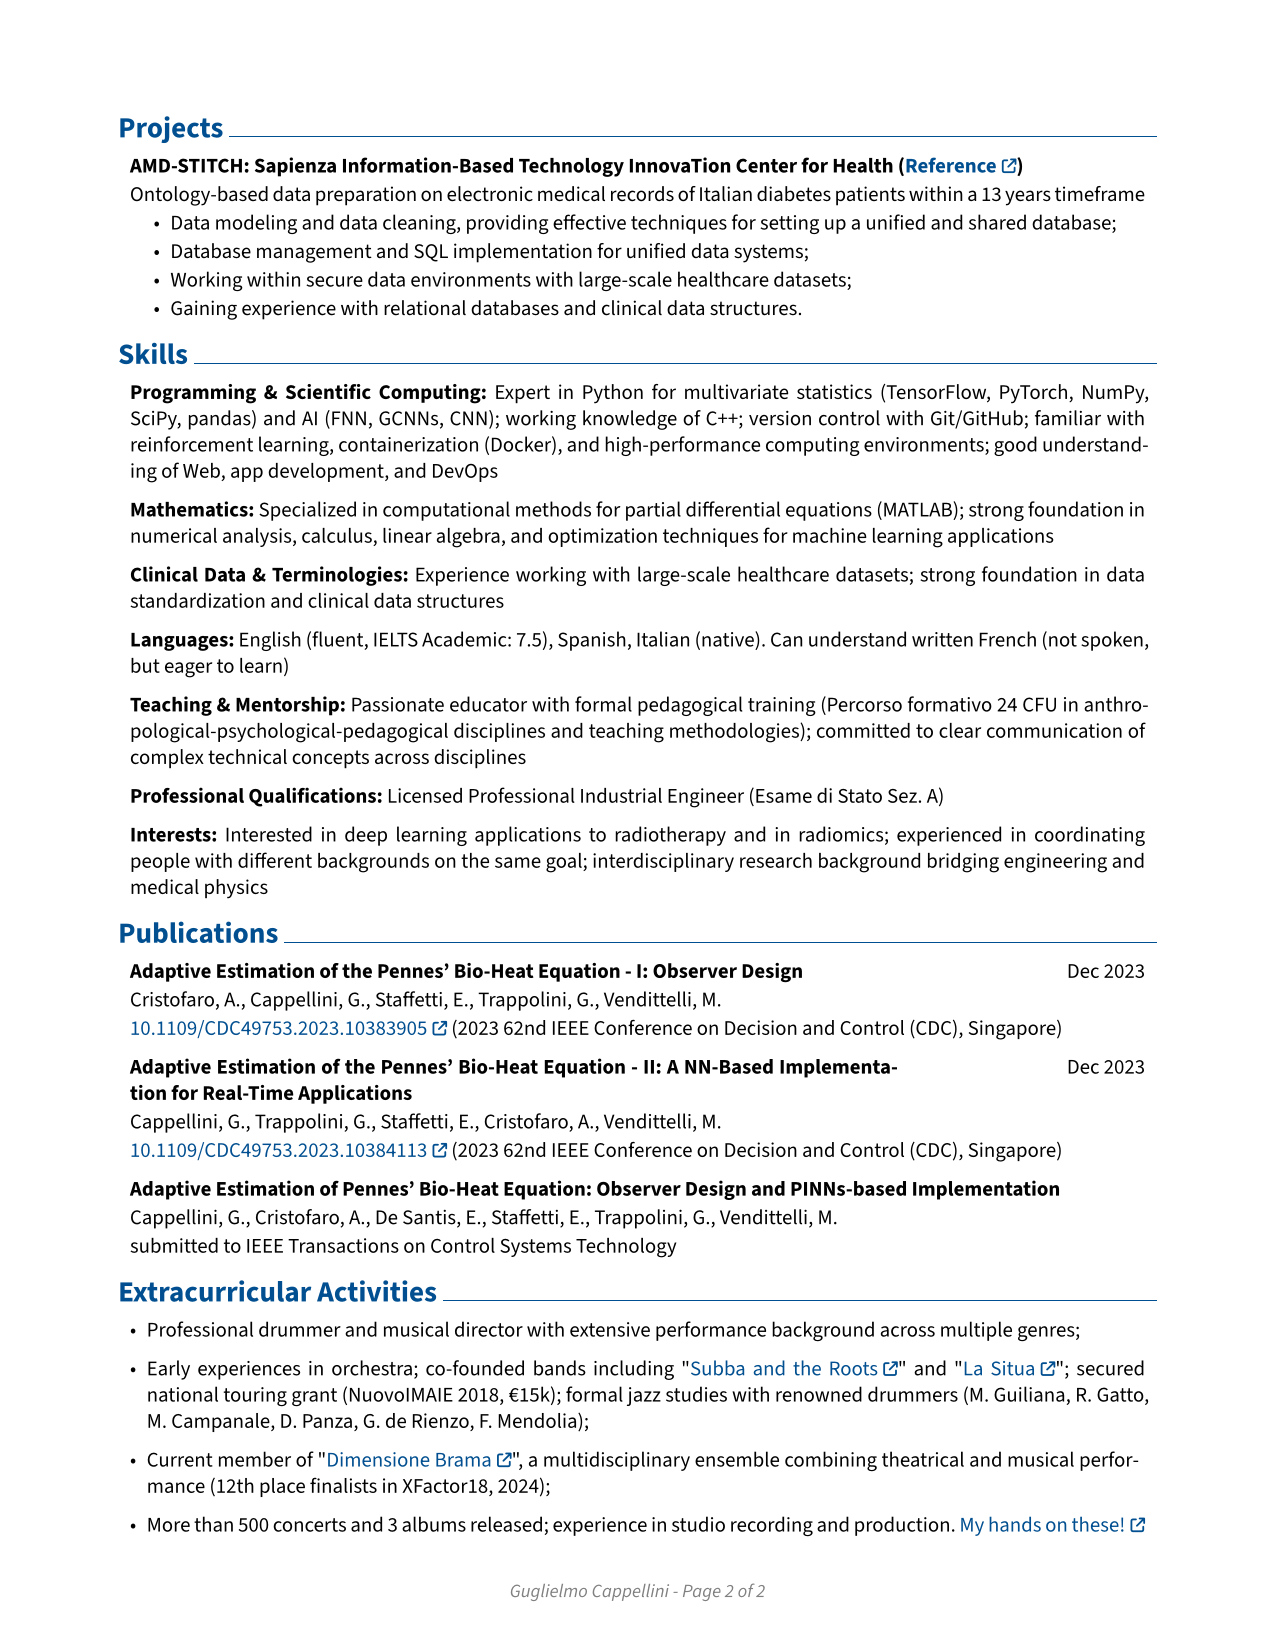 Projects
AMD-STITCH: Sapienza Information-Based Technology InnovaTion Center for Health (Reference)
Ontology-based data preparation on electronic medical records of Italian diabetes patients within a 13 years timeframe
• Data modeling and data cleaning, providing effective techniques for setting up a unified and shared database;
• Database management and SQL implementation for unified data systems;
• Working within secure data environments with large-scale healthcare datasets;
• Gaining experience with relational databases and clinical data structures.
Skills
Programming & Scientific Computing: Expert in Python for multivariate statistics (TensorFlow, PyTorch, NumPy,
SciPy, pandas) and AI (FNN, GCNNs, CNN); working knowledge of C++; version control with Git/GitHub; familiar with
reinforcement learning, containerization (Docker), and high-performance computing environments; good understand-
ing of Web, app development, and DevOps
Mathematics: Specialized in computational methods for partial differential equations (MATLAB); strong foundation in
numerical analysis, calculus, linear algebra, and optimization techniques for machine learning applications
Clinical Data & Terminologies: Experience working with large-scale healthcare datasets; strong foundation in data
standardization and clinical data structures
Languages: English (fluent, IELTS Academic: 7.5), Spanish, Italian (native). Can understand written French (not spoken,
but eager to learn)
Teaching & Mentorship: Passionate educator with formal pedagogical training (Percorso formativo 24 CFU in anthro-
pological-psychological-pedagogical disciplines and teaching methodologies); committed to clear communication of
complex technical concepts across disciplines
Professional Qualifications: Licensed Professional Industrial Engineer (Esame di Stato Sez. A)
Interests: Interested in deep learning applications to radiotherapy and in radiomics; experienced in coordinating
people with different backgrounds on the same goal; interdisciplinary research background bridging engineering and
medical physics
Publications
Adaptive Estimation of the Pennes’ Bio-Heat Equation - I: Observer Design Dec 2023
Cristofaro, A., Cappellini, G., Staffetti, E., Trappolini, G., Vendittelli, M.
10.1109/CDC49753.2023.10383905 (2023 62nd IEEE Conference on Decision and Control (CDC), Singapore)
Adaptive Estimation of the Pennes’ Bio-Heat Equation - II: A NN-Based Implementa- Dec 2023
tion for Real-Time Applications
Cappellini, G., Trappolini, G., Staffetti, E., Cristofaro, A., Vendittelli, M.
10.1109/CDC49753.2023.10384113 (2023 62nd IEEE Conference on Decision and Control (CDC), Singapore)
Adaptive Estimation of Pennes’ Bio-Heat Equation: Observer Design and PINNs-based Implementation
Cappellini, G., Cristofaro, A., De Santis, E., Staffetti, E., Trappolini, G., Vendittelli, M.
submitted to IEEE Transactions on Control Systems Technology
Extracurricular Activities
• Professional drummer and musical director with extensive performance background across multiple genres;
• Early experiences in orchestra; co-founded bands including "Subba and the Roots" and "La Situa"; secured
national touring grant (NuovoIMAIE 2018, €15k); formal jazz studies with renowned drummers (M. Guiliana, R. Gatto,
M. Campanale, D. Panza, G. de Rienzo, F. Mendolia);
• Current member of "Dimensione Brama", a multidisciplinary ensemble combining theatrical and musical perfor-
mance (12th place finalists in XFactor18, 2024);
• More than 500 concerts and 3 albums released; experience in studio recording and production. My hands on these!
Guglielmo Cappellini - Page 2 of 2